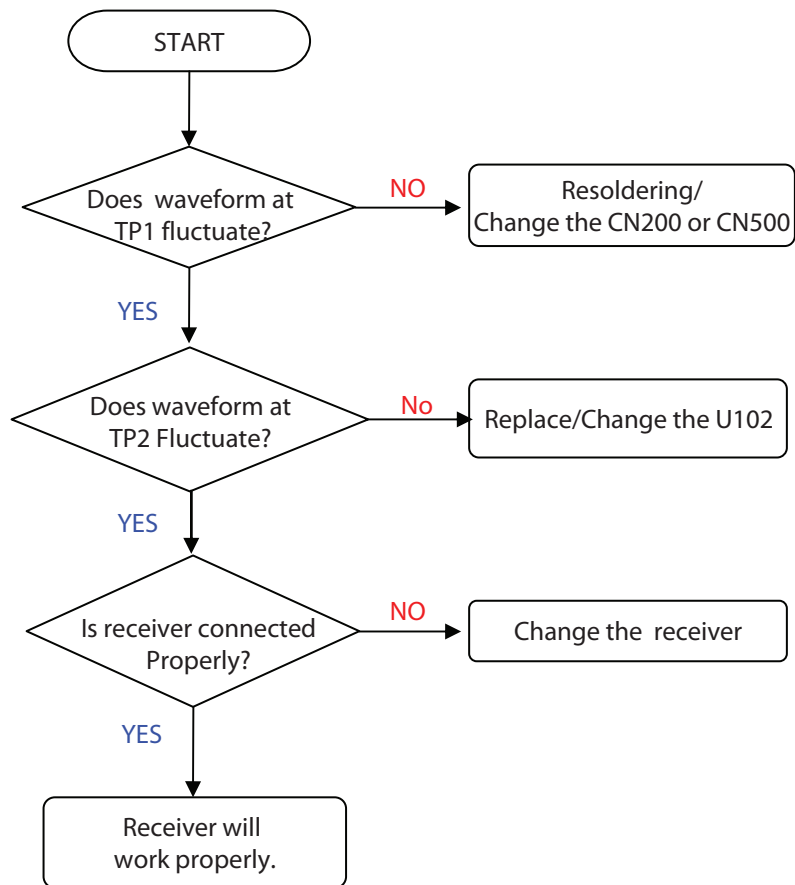 START
Does waveform at
TP1 fluctuate?
NO
Resoldering/
Change the CN200 or CN500
YES
Does waveform at
TP2 Fluctuate?
No
Replace/Change the U102
YES
Is receiver connected
Properly?
NO
Change the receiver
YES
Receiver will
work properly.